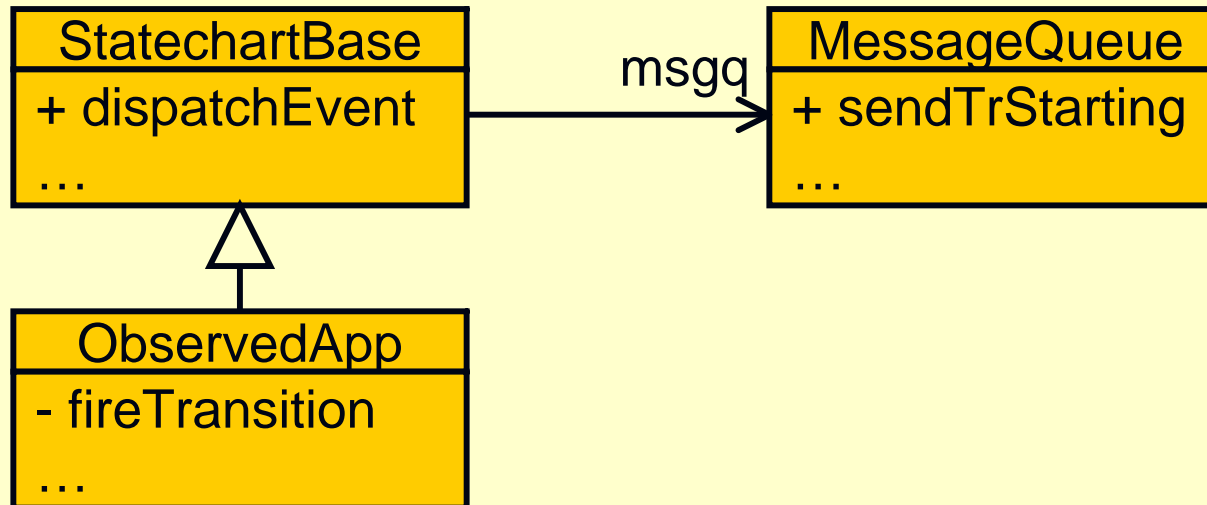 StatechartBase
+ dispatchEvent
…
msgq
MessageQueue
+ sendTrStarting
…
ObservedApp
- fireTransition
…